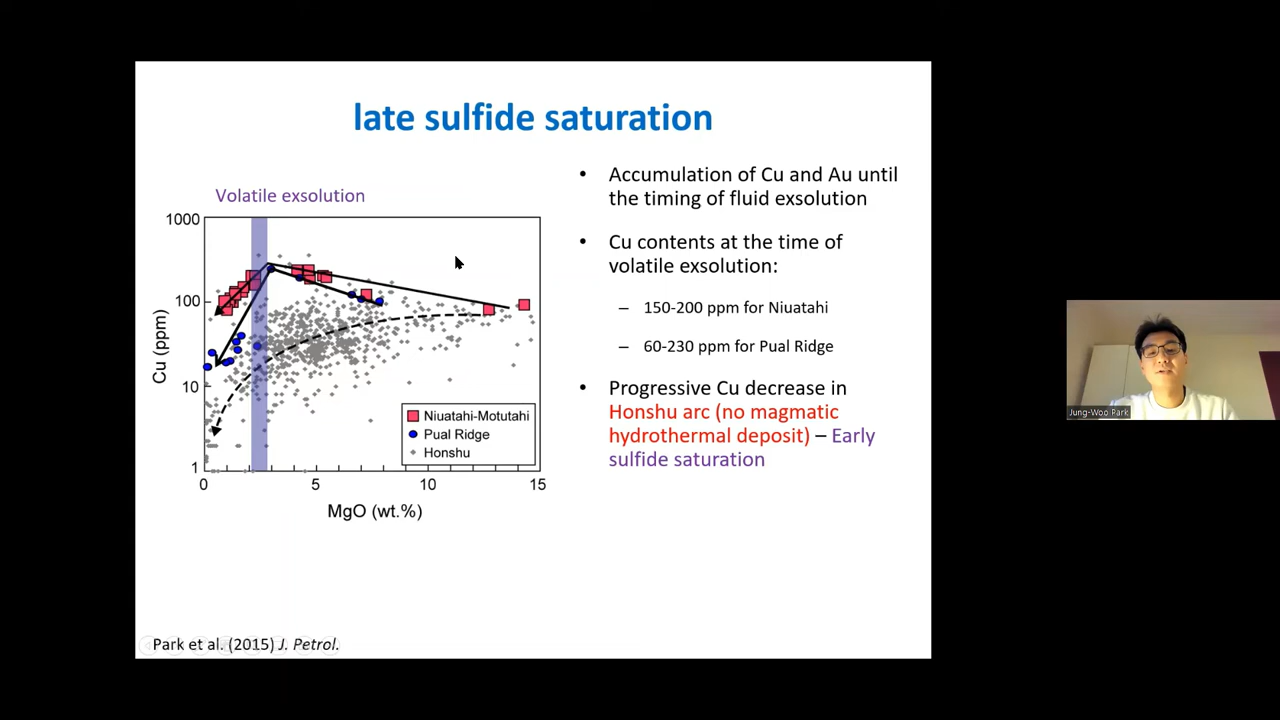 late sulfide saturation
Volatile exsolution
1000
100
10
1
Cu (ppm)
0
5
10
15
MgO (wt.%)
Niuatahi-Motutahi
Pual Ridge
Honshu
• Accumulation of Cu and Au until
the timing of fluid exsolution
• Cu contents at the time of
volatile exsolution:
– 150-200 ppm for Niuatahi
– 60-230 ppm for Pual Ridge
• Progressive Cu decrease in
Honshu arc (no magmatic
hydrothermal deposit) – Early
sulfide saturation
Park et al. (2015) J. Petrol.
Jung-Woo Park